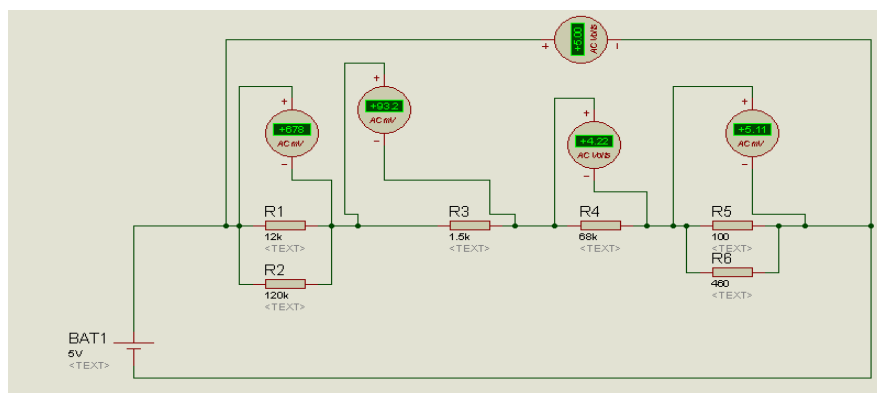 +5.00
AC Volts
+678
AC mV
+93.2
AC mV
+4.22
AC Volts
+5.11
AC mV
R1
12k
<TEXT>
R2
120k
<TEXT>
R3
1.5k
<TEXT>
R4
68k
<TEXT>
R5
100
<TEXT>
R6
460
<TEXT>
BAT1
5V
<TEXT>